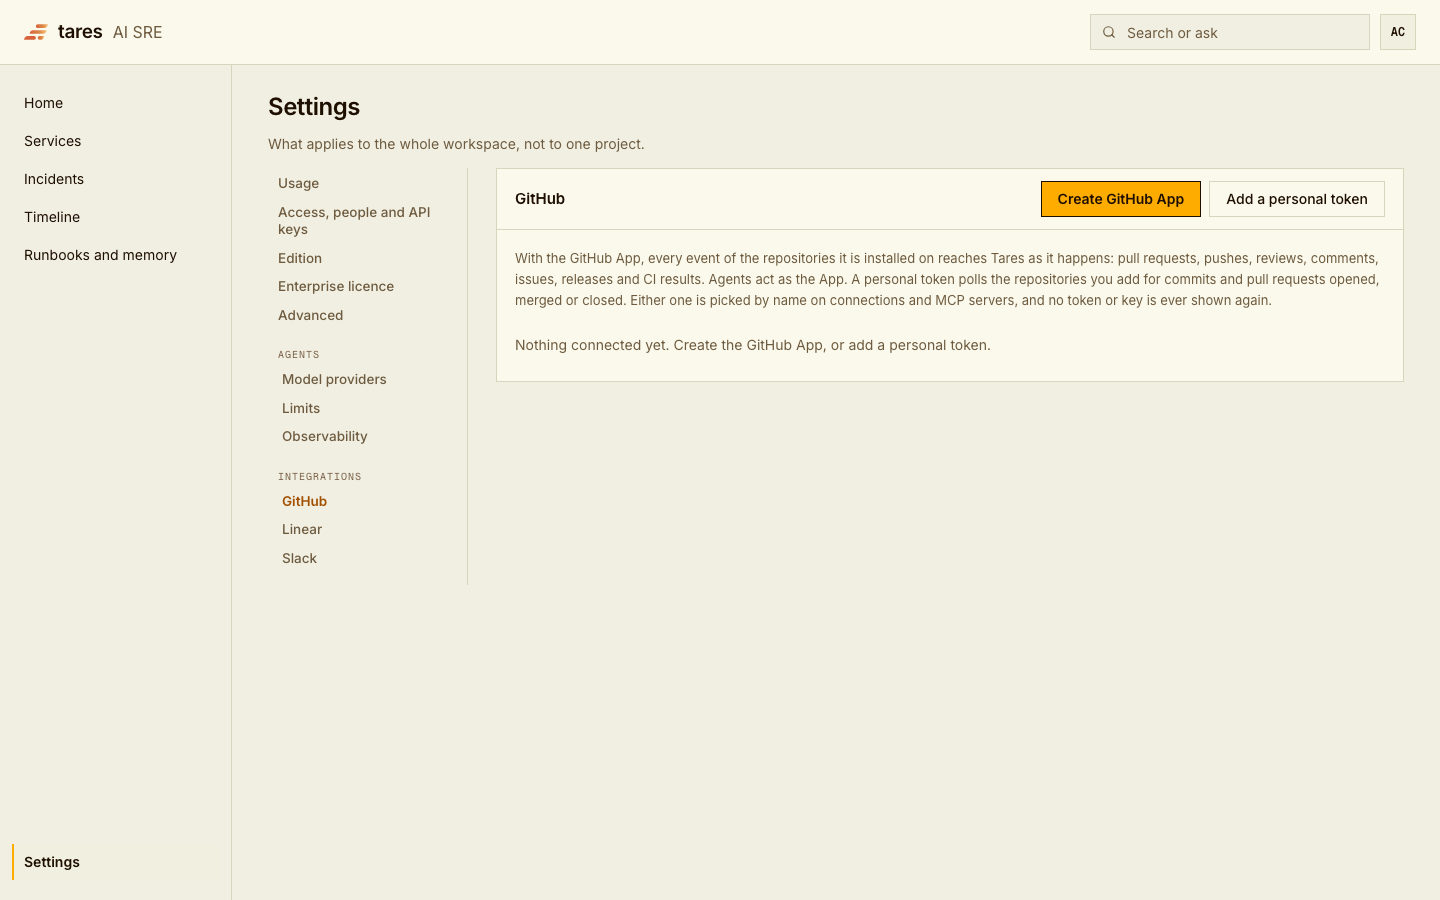 tares AI SRE
Search or ask
AC
Home
Services
Incidents
Timeline
Runbooks and memory
Settings
Settings
What applies to the whole workspace, not to one project.
Usage
Access, people and API
keys
Edition
Enterprise licence
Advanced
AGENTS
Model providers
Limits
Observability
INTEGRATIONS
GitHub
Linear
Slack
GitHub
Create GitHub App
Add a personal token
With the GitHub App, every event of the repositories it is installed on reaches Tares as it happens: pull requests, pushes, reviews, comments,
issues, releases and CI results. Agents act as the App. A personal token polls the repositories you add for commits and pull requests opened,
merged or closed. Either one is picked by name on connections and MCP servers, and no token or key is ever shown again.
Nothing connected yet. Create the GitHub App, or add a personal token.